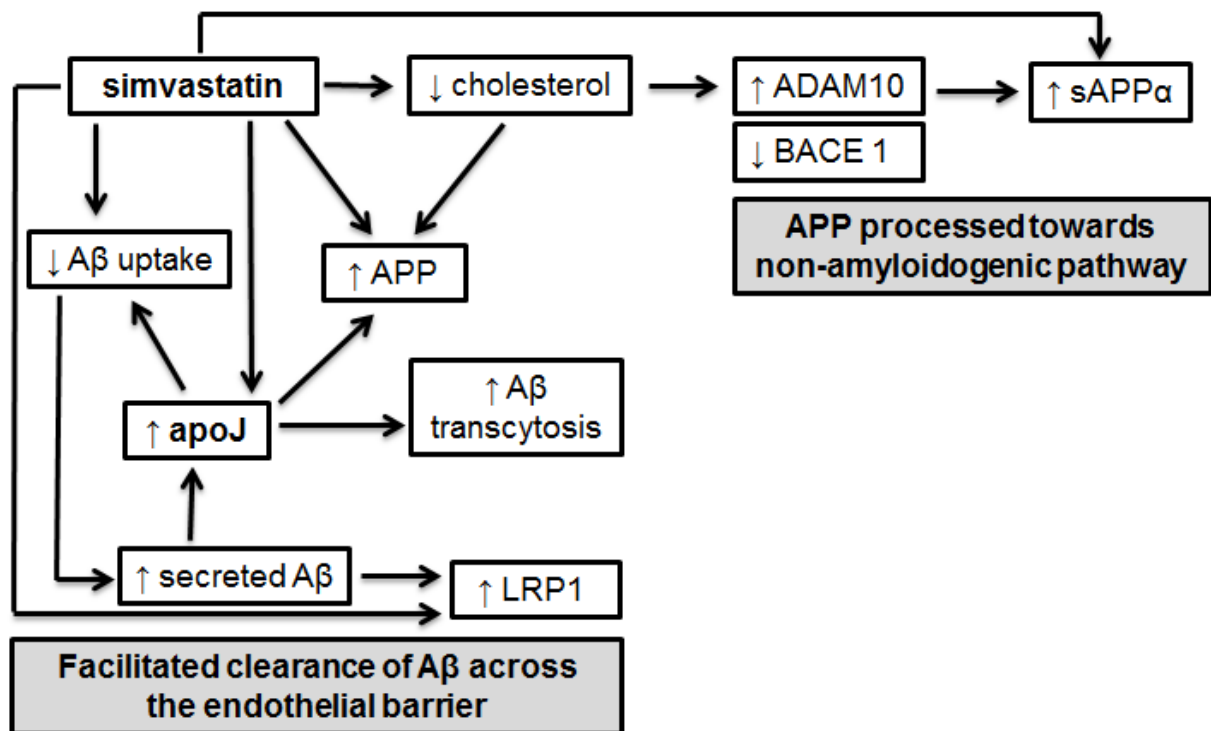 simvastatin
↓ cholesterol
↑ ADAM10
↑ sAPPα
↓ BACE 1
APP processed towards
non-amyloidogenic pathway
↓ Aβ uptake
↑ APP
↑ Aβ
transcytosis
↑ apoJ
↑ secreted Aβ
↑ LRP1
Facilitated clearance of Aβ across
the endothelial barrier